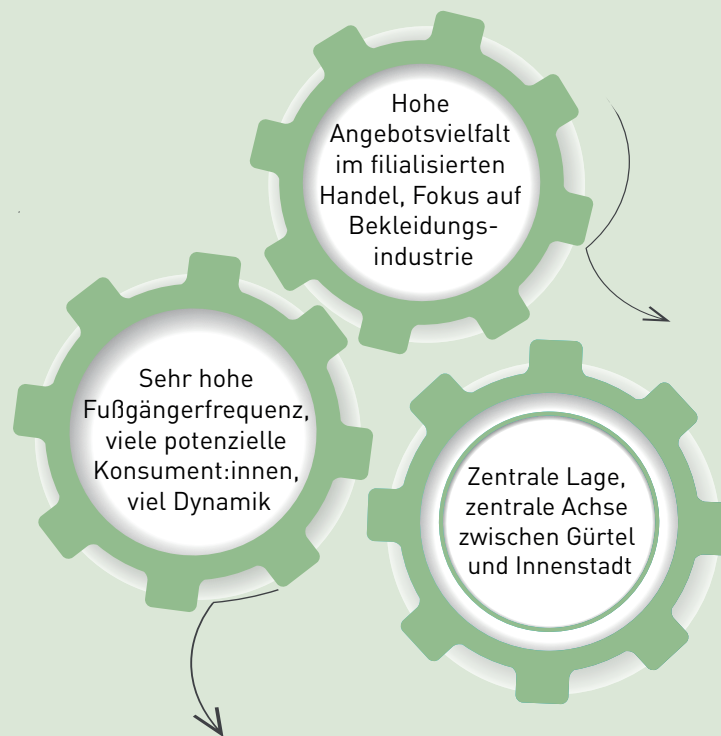 Hohe
Angebotsvielfalt
im filialisierten
Handel, Fokus auf
Bekleidungs-
industrie
Sehr hohe
Fußgängerfrequenz,
viele potenzielle
Konsument:innen,
viel Dynamik
Zentrale Lage,
zentrale Achse
zwischen Gürtel
und Innenstadt